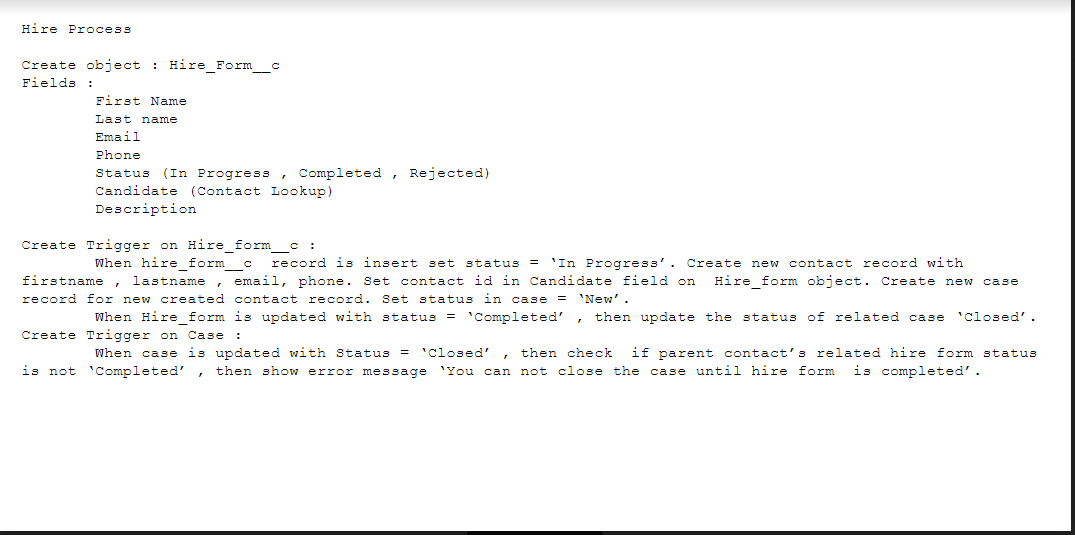 Hire Process
Create object : Hire_Form__c
Fields :
First Name
Last name
Email
Phone
Status (In Progress , Completed , Rejected)
Candidate (Contact Lookup)
Description
Create Trigger on Hire_form__c :
When hire_form__c  record is insert set status = ‘In Progress’. Create new contact record with
firstname , lastname , email, phone. Set contact id in Candidate field on  Hire_form object. Create new case
record for new created contact record. Set status in case = ‘New’.
When Hire_form is updated with status = ‘Completed’ , then update the status of related case ‘Closed’.
Create Trigger on Case :
When case is updated with Status = ‘Closed’ , then check  if parent contact’s related hire form status
is not ‘Completed’ , then show error message ‘You can not close the case until hire form  is completed’.